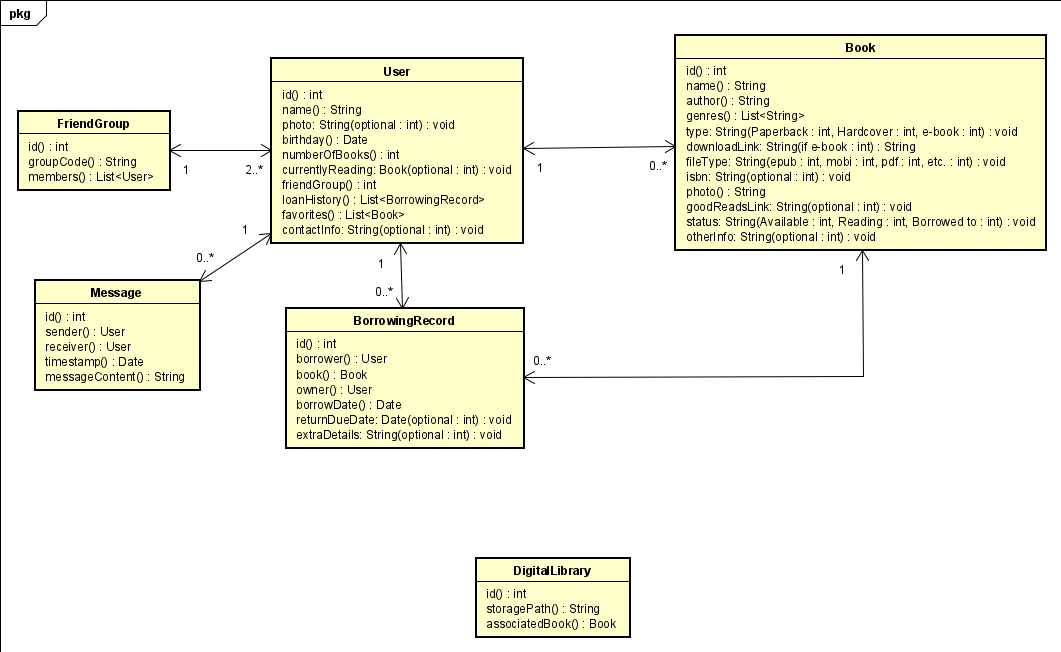 pkg
User
id() : int
name() : String
photo: String(optional : int) : void
birthday() : Date
numberOfBooks() : int
currentlyReading: Book(optional : int) : void
friendGroup() : int
loanHistory() : List<BorrowingRecord>
favorites() : List<Book>
contactInfo: String(optional : int) : void
Book
id() : int
name() : String
author() : String
genres() : List<String>
type: String(Paperback : int, Hardcover : int, e-book : int) : void
downloadLink: String(if e-book : int) : String
fileType: String(epub : int, mobi : int, pdf : int, etc. : int) : void
isbn: String(optional : int) : void
photo() : String
goodReadsLink: String(optional : int) : void
status: String(Available : int, Reading : int, Borrowed to : int) : void
otherInfo: String(optional : int) : void
FriendGroup
id() : int
groupCode() : String
members() : List<User>
1
2..*
1
0..*
1
0..*
1
0..*
1
0..*
Message
id() : int
sender() : User
receiver() : User
timestamp() : Date
messageContent() : String
BorrowingRecord
id() : int
borrower() : User
book() : Book
owner() : User
borrowDate() : Date
returnDueDate: Date(optional : int) : void
extraDetails: String(optional : int) : void
DigitalLibrary
id() : int
storagePath() : String
associatedBook() : Book